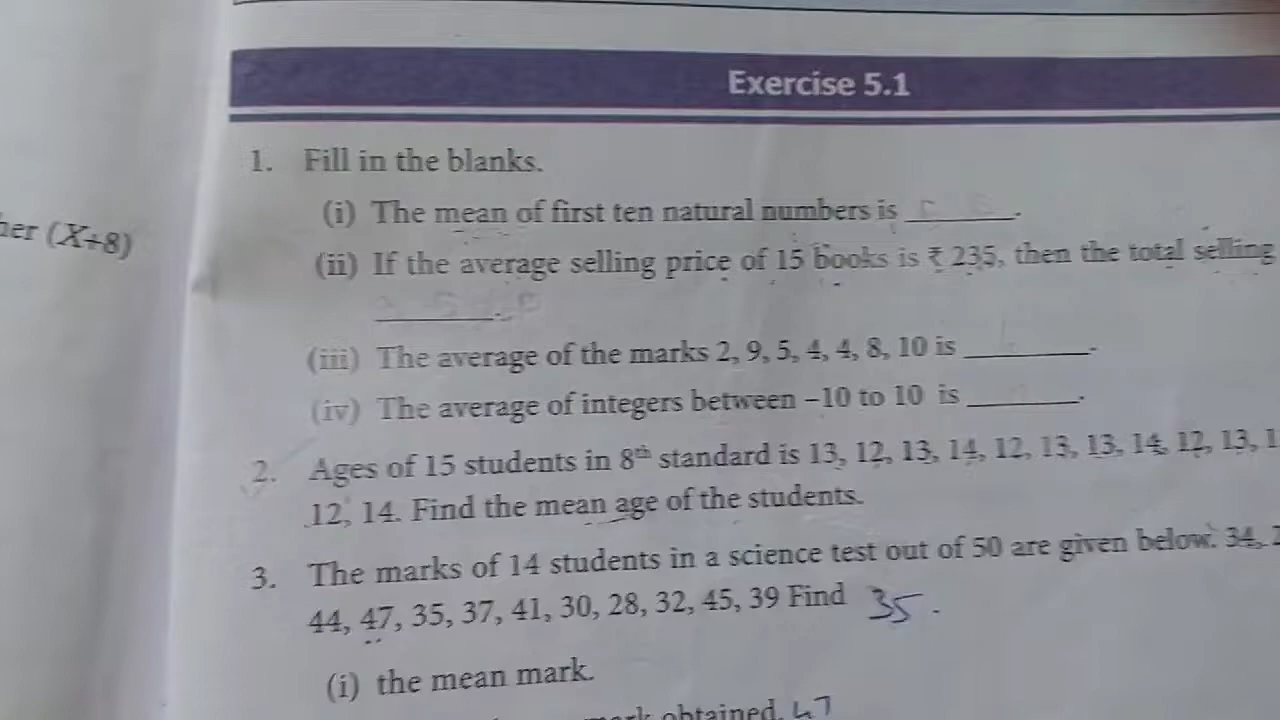 Exercise 5.1
1. Fill in the blanks.
(i) The mean of first ten natural numbers is ________.
(ii) If the average selling price of 15 books is ₹ 235, then the total selling
________.
(iii) The average of the marks 2, 9, 5, 4, 4, 8, 10 is ________.
(iv) The average of integers between −10 to 10 is ________.
her (X+8)
2. Ages of 15 students in 8th standard is 13, 12, 13, 14, 12, 13, 13, 14, 12, 13,
12, 14. Find the mean age of the students.
3. The marks of 14 students in a science test out of 50 are given below. 34,
44, 47, 35, 37, 41, 30, 28, 32, 45, 39 Find 35.
(i) the mean mark.
mark obtained. 47